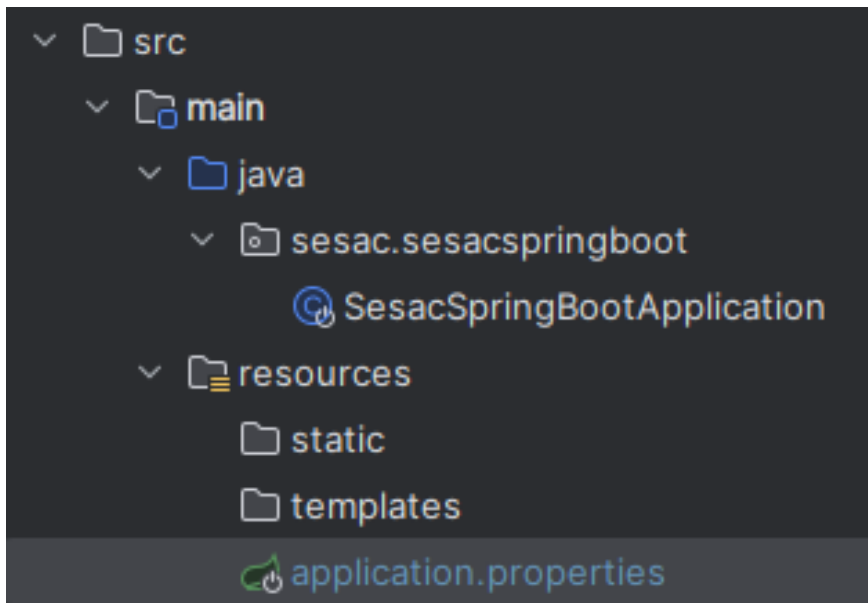 src
main
java
sesac.sesacspringboot
SesacSpringBootApplication
resources
static
templates
application.properties